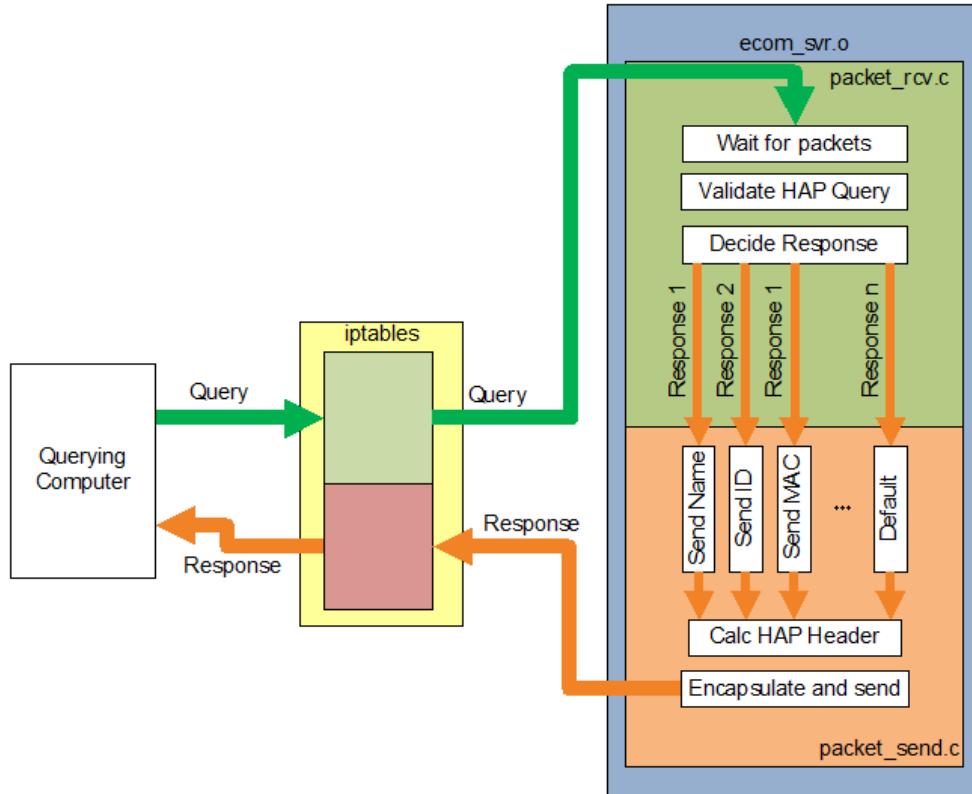 ecom_svr.o
packet_rcv.c
Wait for packets
Validate HAP Query
Decide Response
Response 1
Response 2
Response 1
Response n
iptables
Query
Query
Querying
Computer
Response
Response
Send Name
Send ID
Send MAC
...
Default
Calc HAP Header
Encapsulate and send
packet_send.c